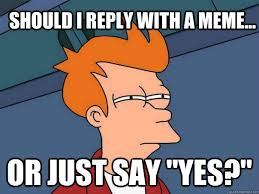 SHOULD I REPLY WITH A MEME...
OR JUST SAY "YES?"